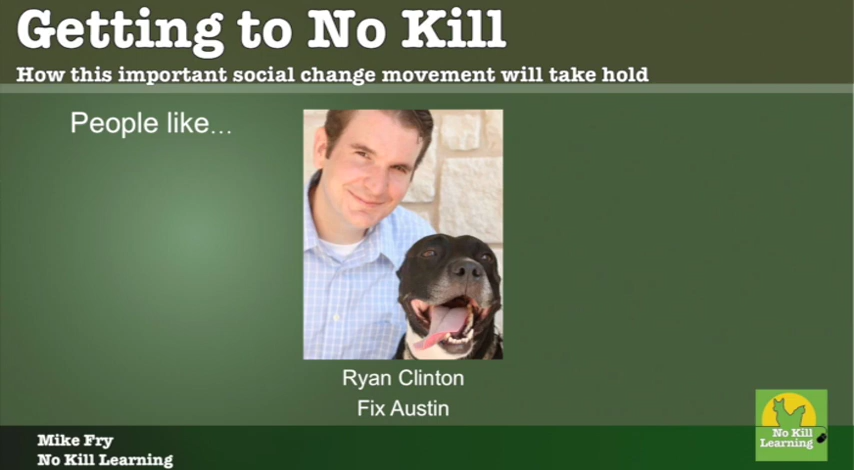 Getting to No Kill
How this important social change movement will take hold
People like...
Ryan Clinton
Fix Austin
Mike Fry
No Kill Learning
No Kill
Learning